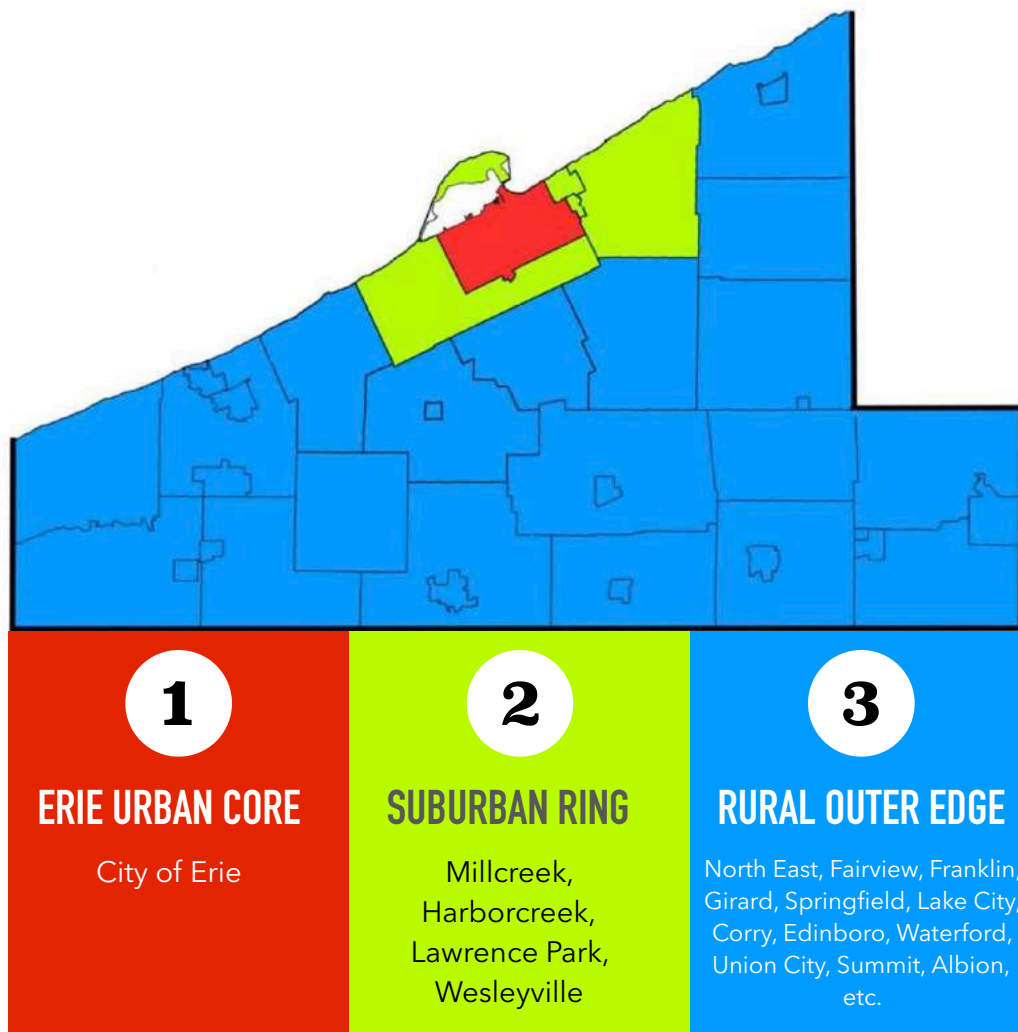 1
ERIE URBAN CORE
City of Erie
2
SUBURBAN RING
Millcreek,
Harborcreek,
Lawrence Park,
Wesleyville
3
RURAL OUTER EDGE
North East, Fairview, Franklin,
Girard, Springfield, Lake City,
Corry, Edinboro, Waterford,
Union City, Summit, Albion,
etc.